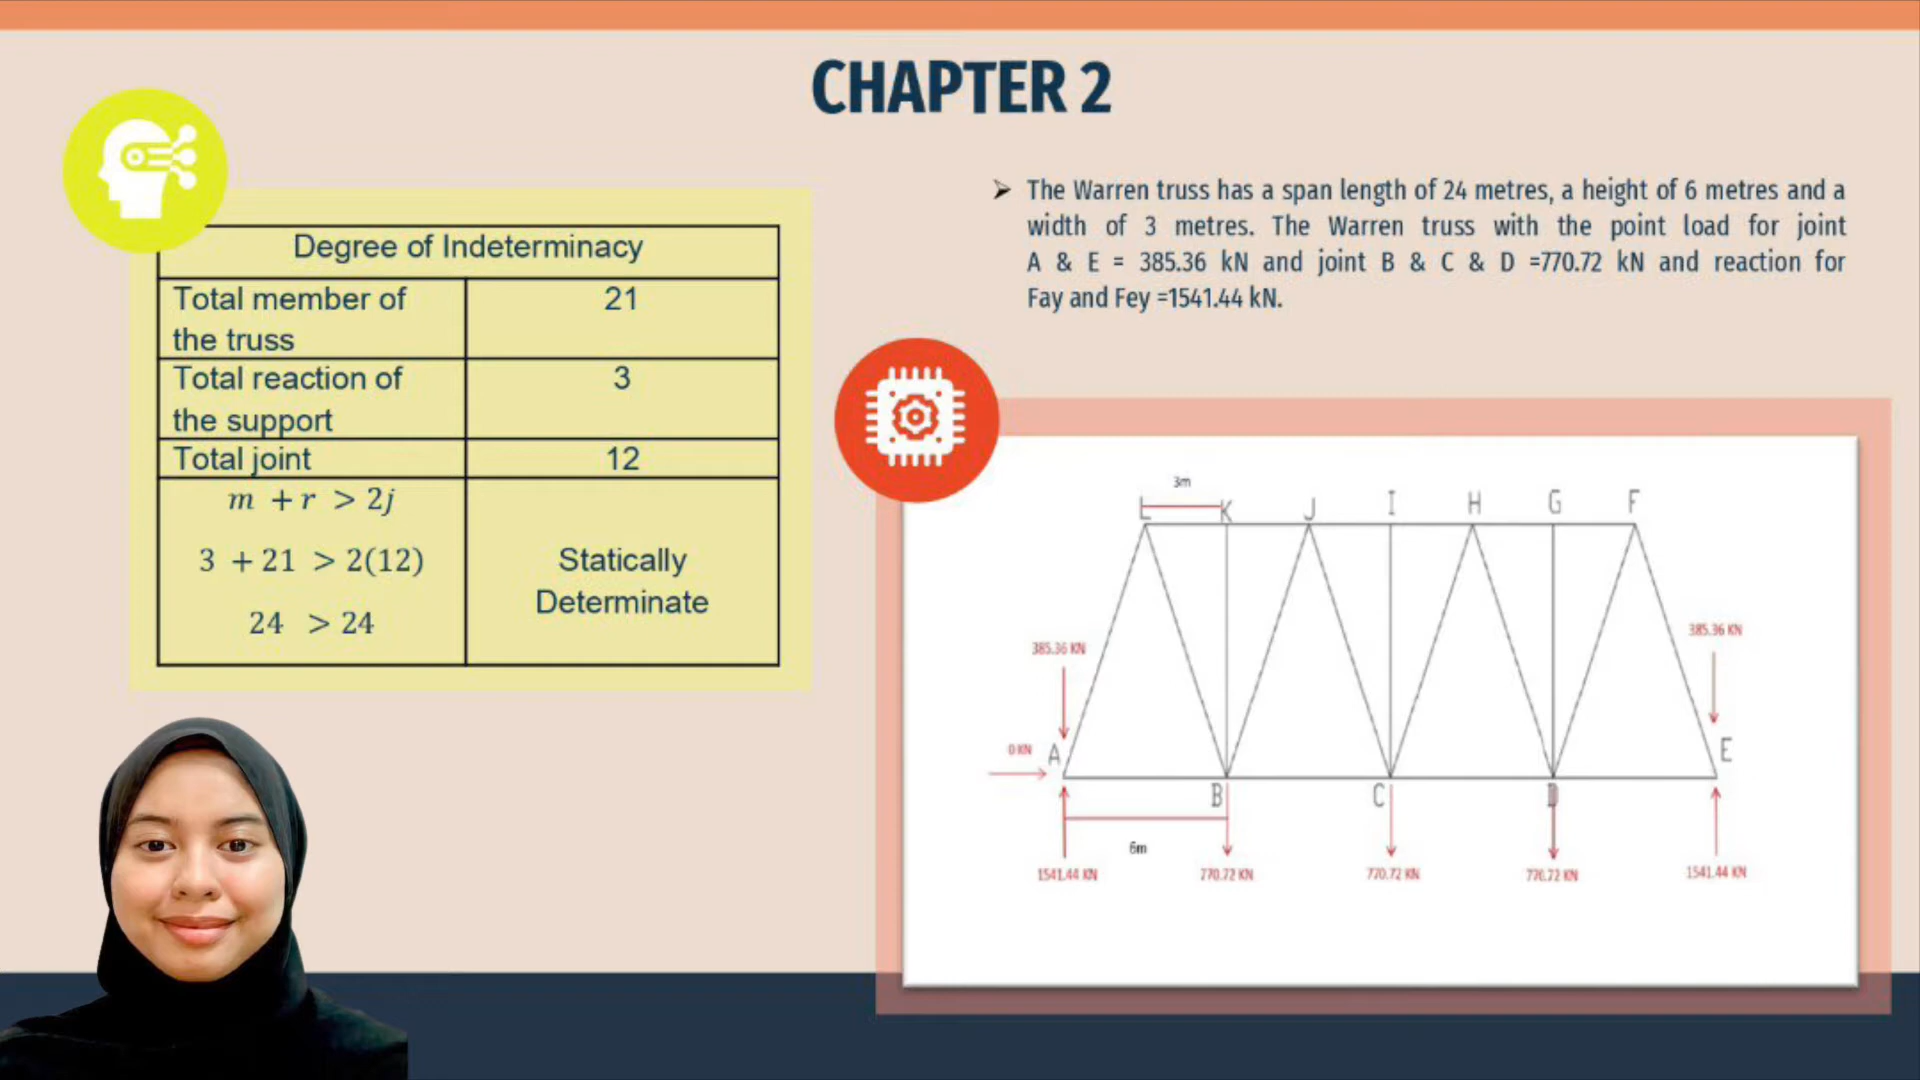 CHAPTER 2
Degree of Indeterminacy
Total member of
the truss
21
Total reaction of
the support
3
Total joint
12
m + r > 2j
3 + 21 > 2(12)
24 > 24
Statically
Determinate
➢ The Warren truss has a span length of 24 metres, a height of 6 metres and a
width of 3 metres. The Warren truss with the point load for joint
A & E = 385.36 kN and joint B & C & D =770.72 kN and reaction for
Fay and Fey =1541.44 kN.
3m
L K J I H G F
385.36 KN
385.36 KN
0 KN
A
E
B C D
6m
1541.44 KN
770.72 KN
770.72 KN
770.72 KN
1541.44 KN